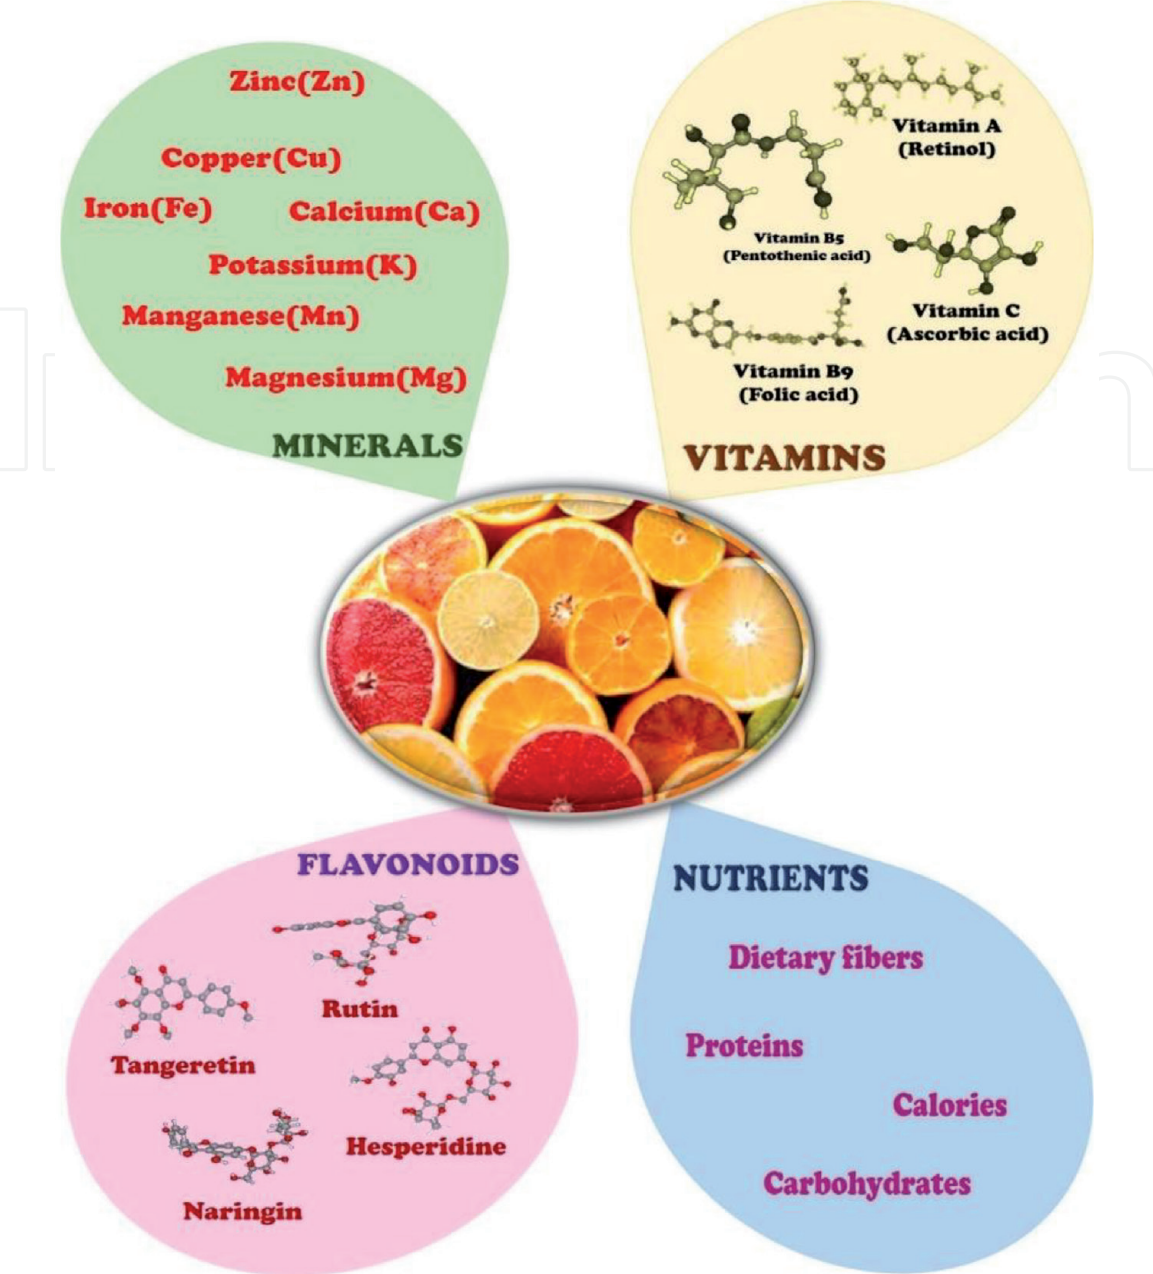 Zinc(Zn)
Copper(Cu)
Iron(Fe)
Calcium(Ca)
Potassium(K)
Manganese(Mn)
Magnesium(Mg)
MINERALS
Vitamin A
(Retinol)
Vitamin B5
(Pentothenic acid)
Vitamin C
(Ascorbic acid)
Vitamin B9
(Folic acid)
VITAMINS
FLAVONOIDS
Rutin
Tangeretin
Hesperidine
Naringin
NUTRIENTS
Dietary fibers
Proteins
Calories
Carbohydrates